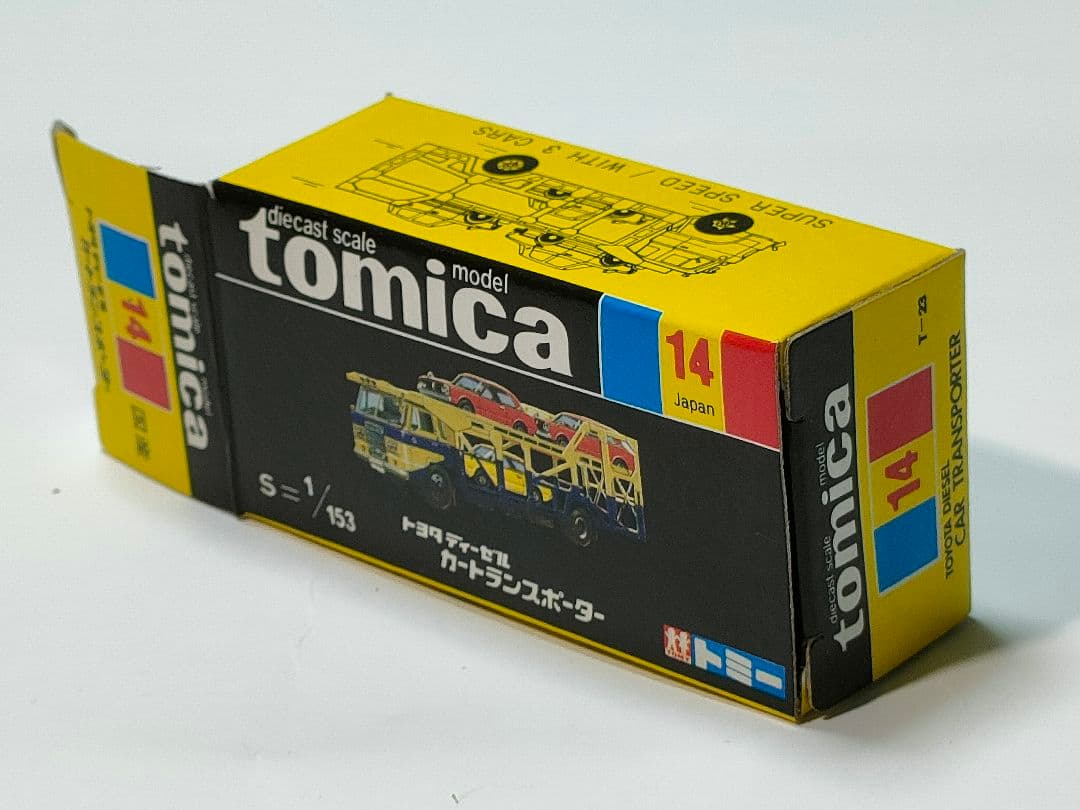 SUPER SPEED / WITH 3 CARS
diecast scale
model
tomica
14
Japan
S=1/153
トヨタ ディーゼル
カートランスポーター
TOMY
トミー
diecast scale model
tomica
14
T-23
TOYOTA DIESEL
CAR TRANSPORTER
diecast scale model
tomica
14